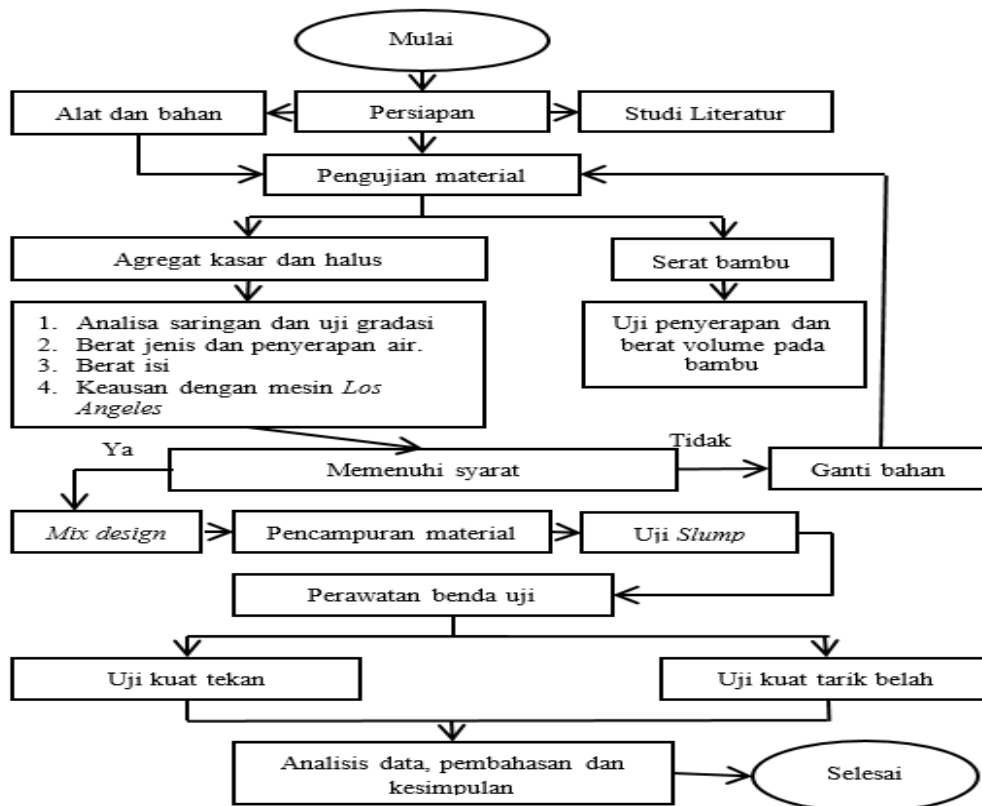 Mulai
Alat dan bahan
Persiapan
Studi Literatur
Pengujian material
Agregat kasar dan halus
Serat bambu
1. Analisa saringan dan uji gradasi
2. Berat jenis dan penyerapan air.
3. Berat isi
4. Keausan dengan mesin Los
Angeles
Uji penyerapan dan
berat volume pada
bambu
Ya
Memenuhi syarat
Tidak
Ganti bahan
Mix design
Pencampuran material
Uji Slump
Perawatan benda uji
Uji kuat tekan
Uji kuat tarik belah
Analisis data, pembahasan dan
kesimpulan
Selesai